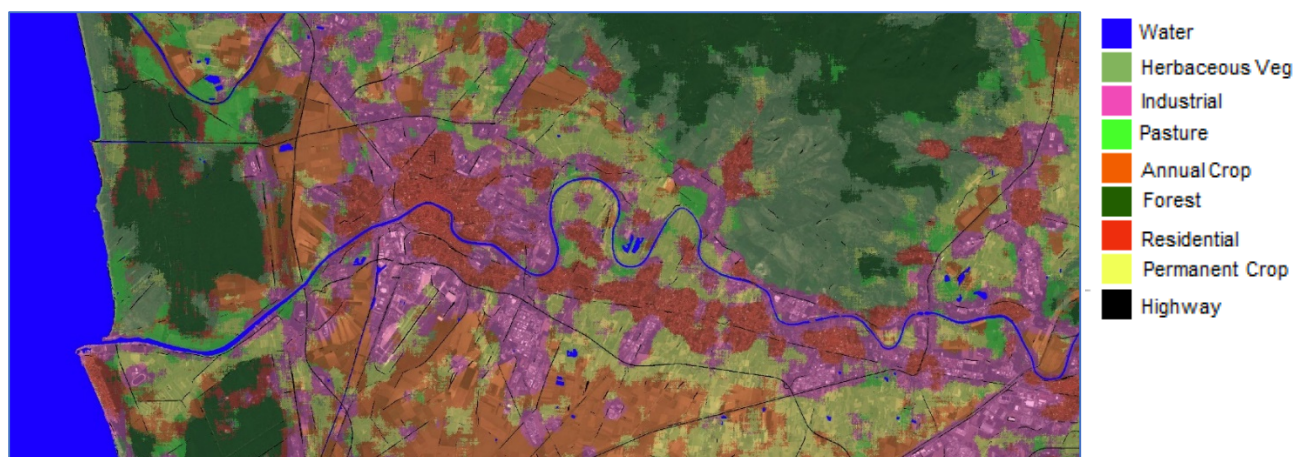 Water
Herbaceous Veg
Industrial
Pasture
Annual Crop
Forest
Residential
Permanent Crop
Highway